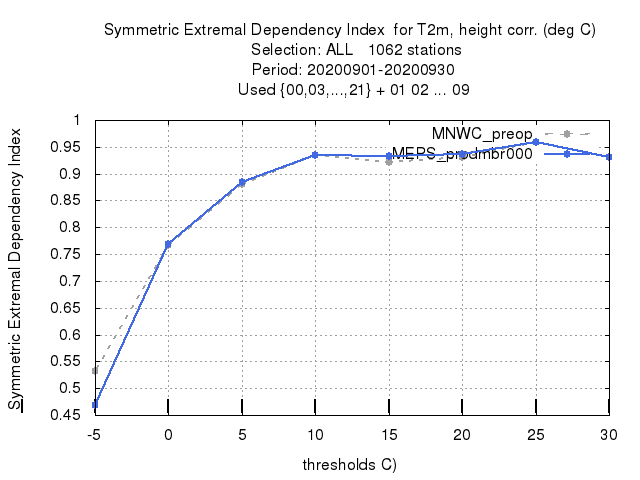 Symmetric Extremal Dependency Index  for T2m, height corr. (deg C)
Selection: ALL   1062 stations
Period: 20200901-20200930
Used {00,03,...,21} + 01 02 ... 09
Symmetric Extremal Dependency Index
1
0.95
0.9
0.85
0.8
0.75
0.7
0.65
0.6
0.55
0.5
0.45
MNWC_preop
MEPS_prodmbr000
-5 0 5 10 15 20 25 30
thresholds C)